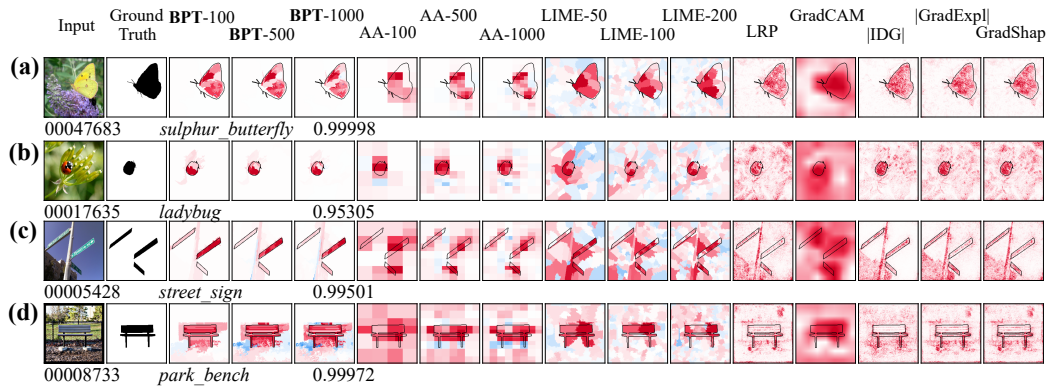 Input Ground Truth BPT-100 BPT-500 BPT-1000 AA-100 AA-500 AA-1000 LIME-50 LIME-100 LIME-200 LRP GradCAM |IDG| |GradExpl| GradShap
(a)
00047683 sulphur_butterfly 0.99998
(b)
00017635 ladybug 0.95305
(c)
00005428 street_sign 0.99501
(d)
00008733 park_bench 0.99972